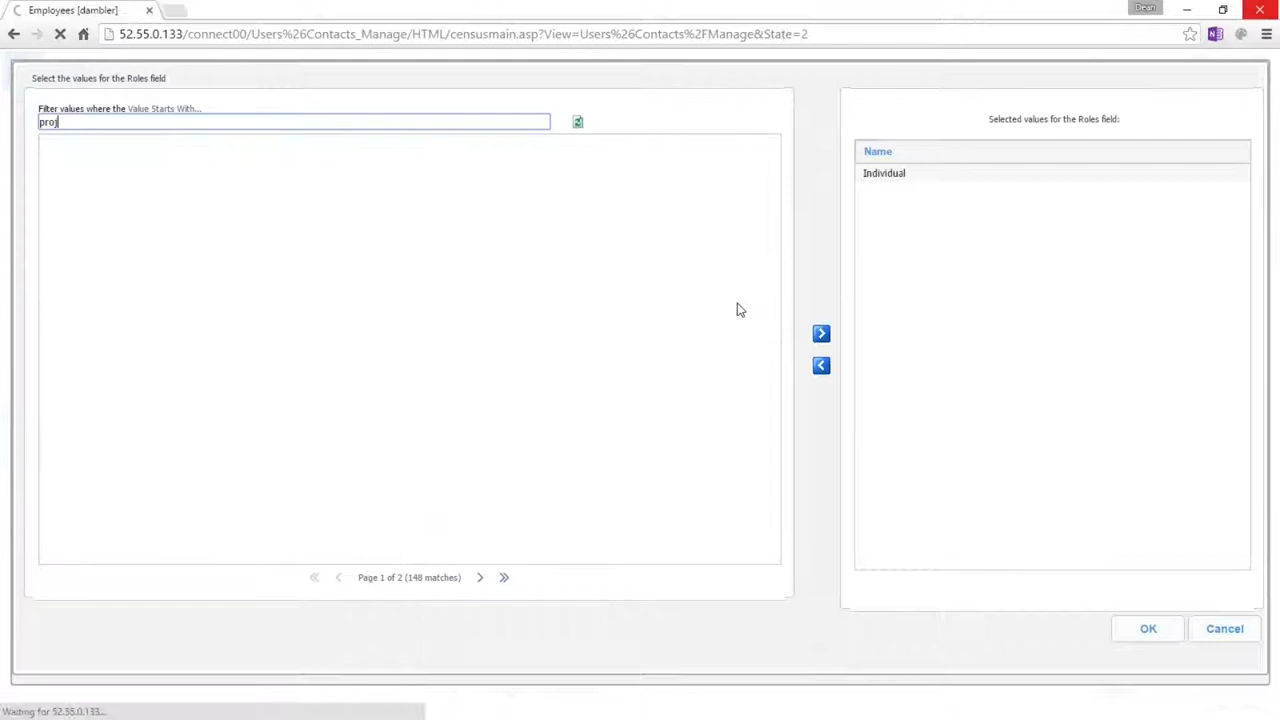 Employees [dambler]
Dean
52.55.0.133/connect00/Users%26Contacts_Manage/HTML/censusmain.asp?View=Users%26Contacts%2FManage&State=2
Select the values for the Roles field
Filter values where the Value Starts With...
proj
Selected values for the Roles field:
Name
Individual
Page 1 of 2 (148 matches)
OK
Cancel
Waiting for 52.55.0.133...